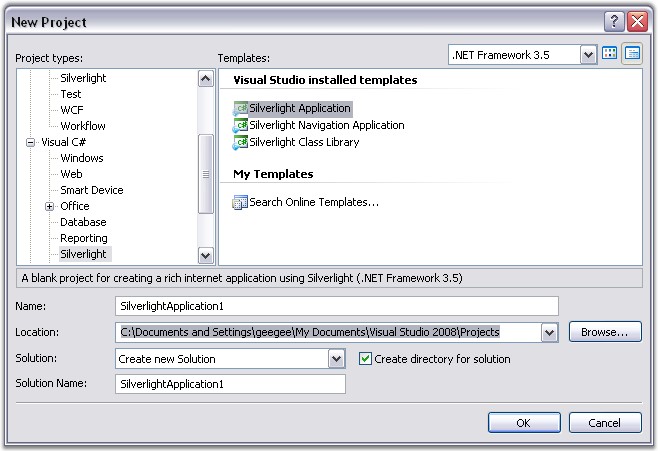 New Project
Project types:
Templates:
.NET Framework 3.5
Silverlight
Test
WCF
Workflow
Visual C#
Windows
Web
Smart Device
Office
Database
Reporting
Silverlight
Visual Studio installed templates
Silverlight Application
Silverlight Navigation Application
Silverlight Class Library
My Templates
Search Online Templates...
A blank project for creating a rich internet application using Silverlight (.NET Framework 3.5)
Name:
SilverlightApplication1
Location:
C:\Documents and Settings\geegee\My Documents\Visual Studio 2008\Projects
Browse...
Solution:
Create new Solution
Create directory for solution
Solution Name:
SilverlightApplication1
OK
Cancel